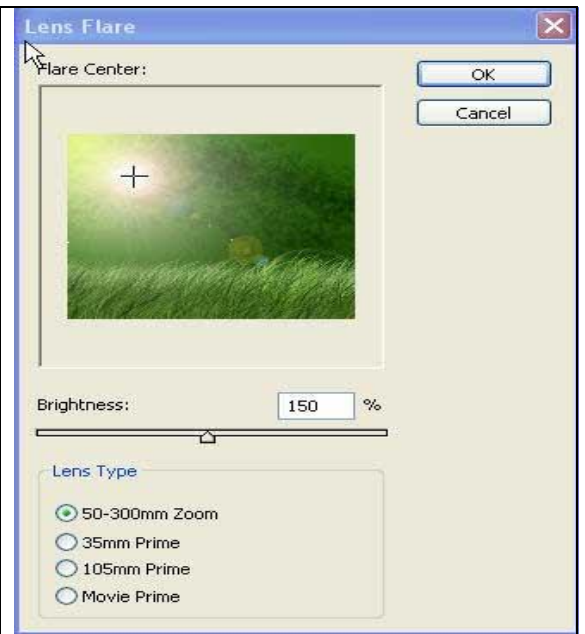 Lens Flare
Flare Center:
OK
Cancel
Brightness: 150 %
Lens Type
50-300mm Zoom
35mm Prime
105mm Prime
Movie Prime